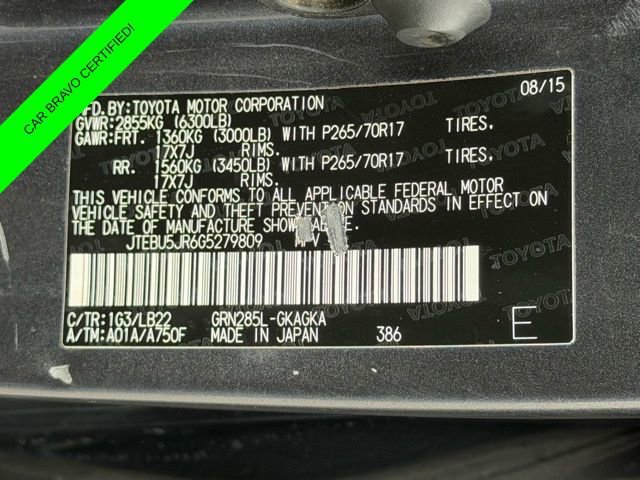 CAR BRAVO CERTIFIED!
08/15
MFD. BY: TOYOTA MOTOR CORPORATION
GVWR: 2855KG (6300LB)
GAWR: FRT. 1360KG (3000LB) WITH P265/70R17 TIRES,
17X7J RIMS.
RR. 1560KG (3450LB) WITH P265/70R17 TIRES,
17X7J RIMS.
THIS VEHICLE CONFORMS TO ALL APPLICABLE FEDERAL MOTOR
VEHICLE SAFETY AND THEFT PREVENTION STANDARDS IN EFFECT ON
THE DATE OF MANUFACTURE SHOWN ABOVE.
JTEBU5JR6G5279809 MPV
C/TR: 1G3/LB22 GRN285L-GKAGKA
A/TM: A01A/A750F MADE IN JAPAN 386 E